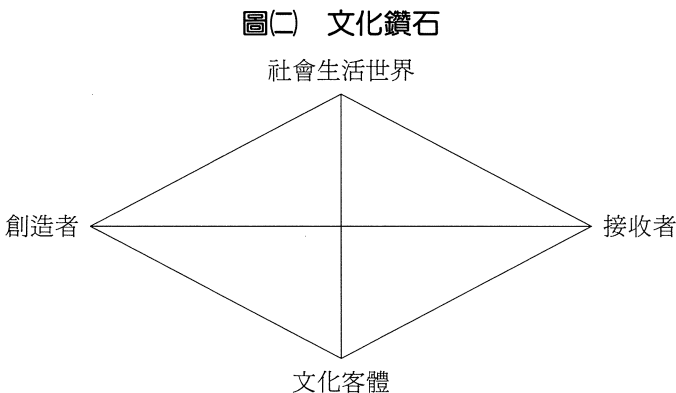 圖㈡ 文化鑽石
社會生活世界
創造者
接收者
文化客體